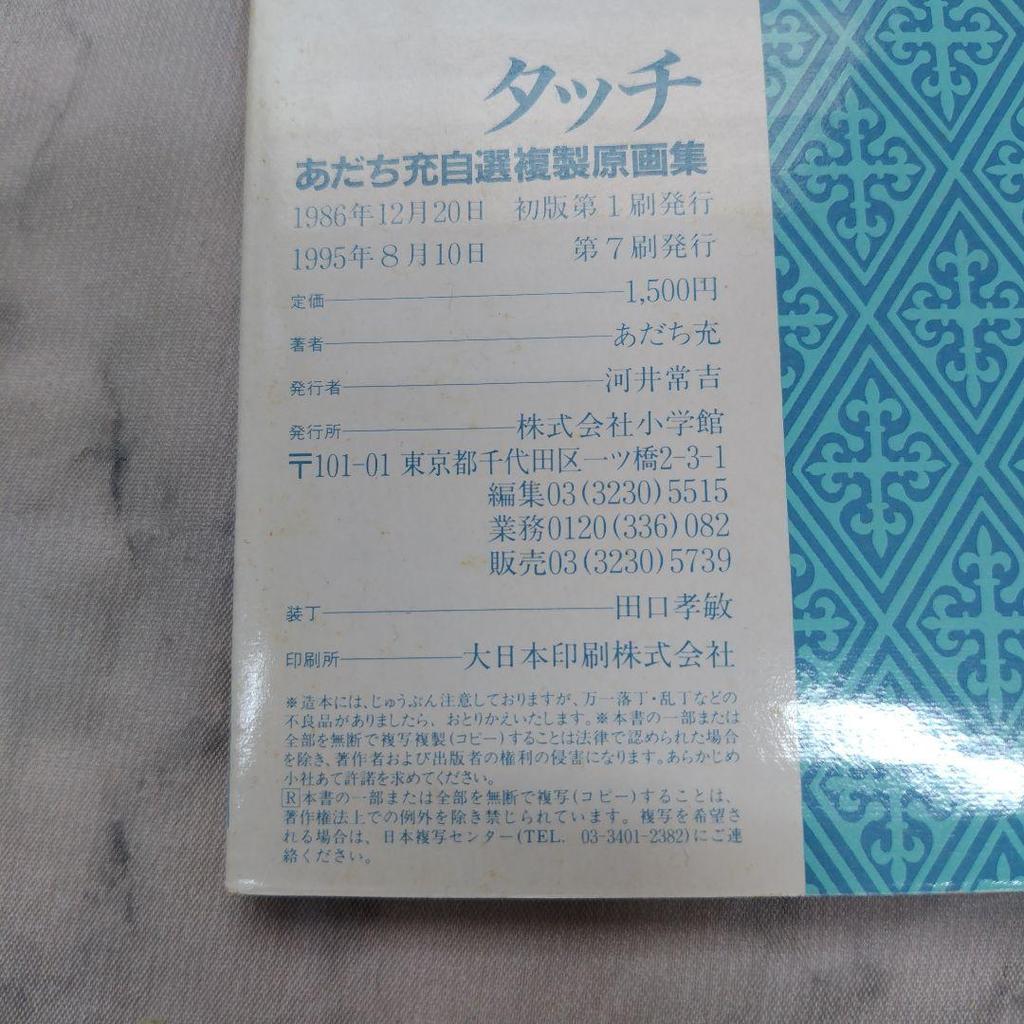 タッチ
あだち充自選複製原画集
1986年12月20日 初版第1刷発行
1995年8月10日 第7刷発行
定価 1,500円
著者 あだち充
発行者 河井常吉
発行所 株式会社小学館
〒101-01 東京都千代田区一ツ橋2-3-1
編集03(3230)5515
業務0120(336)082
販売03(3230)5739
装丁 田口孝敏
印刷所 大日本印刷株式会社
※造本には、じゅうぶん注意しておりますが、万一落丁・乱丁などの
不良品がありましたら、おとりかえいたします。※本書の一部または
全部を無断で複写複製(コピー)することは法律で認められた場合
を除き、著作者および出版者の権利の侵害になります。あらかじめ
小社あて許諾を求めてください。
Ⓡ本書の一部または全部を無断で複写(コピー)することは、
著作権法上での例外を除き禁じられています。複写を希望さ
れる場合は、日本複写センター(TEL. 03-3401-2382)にご連
絡ください。